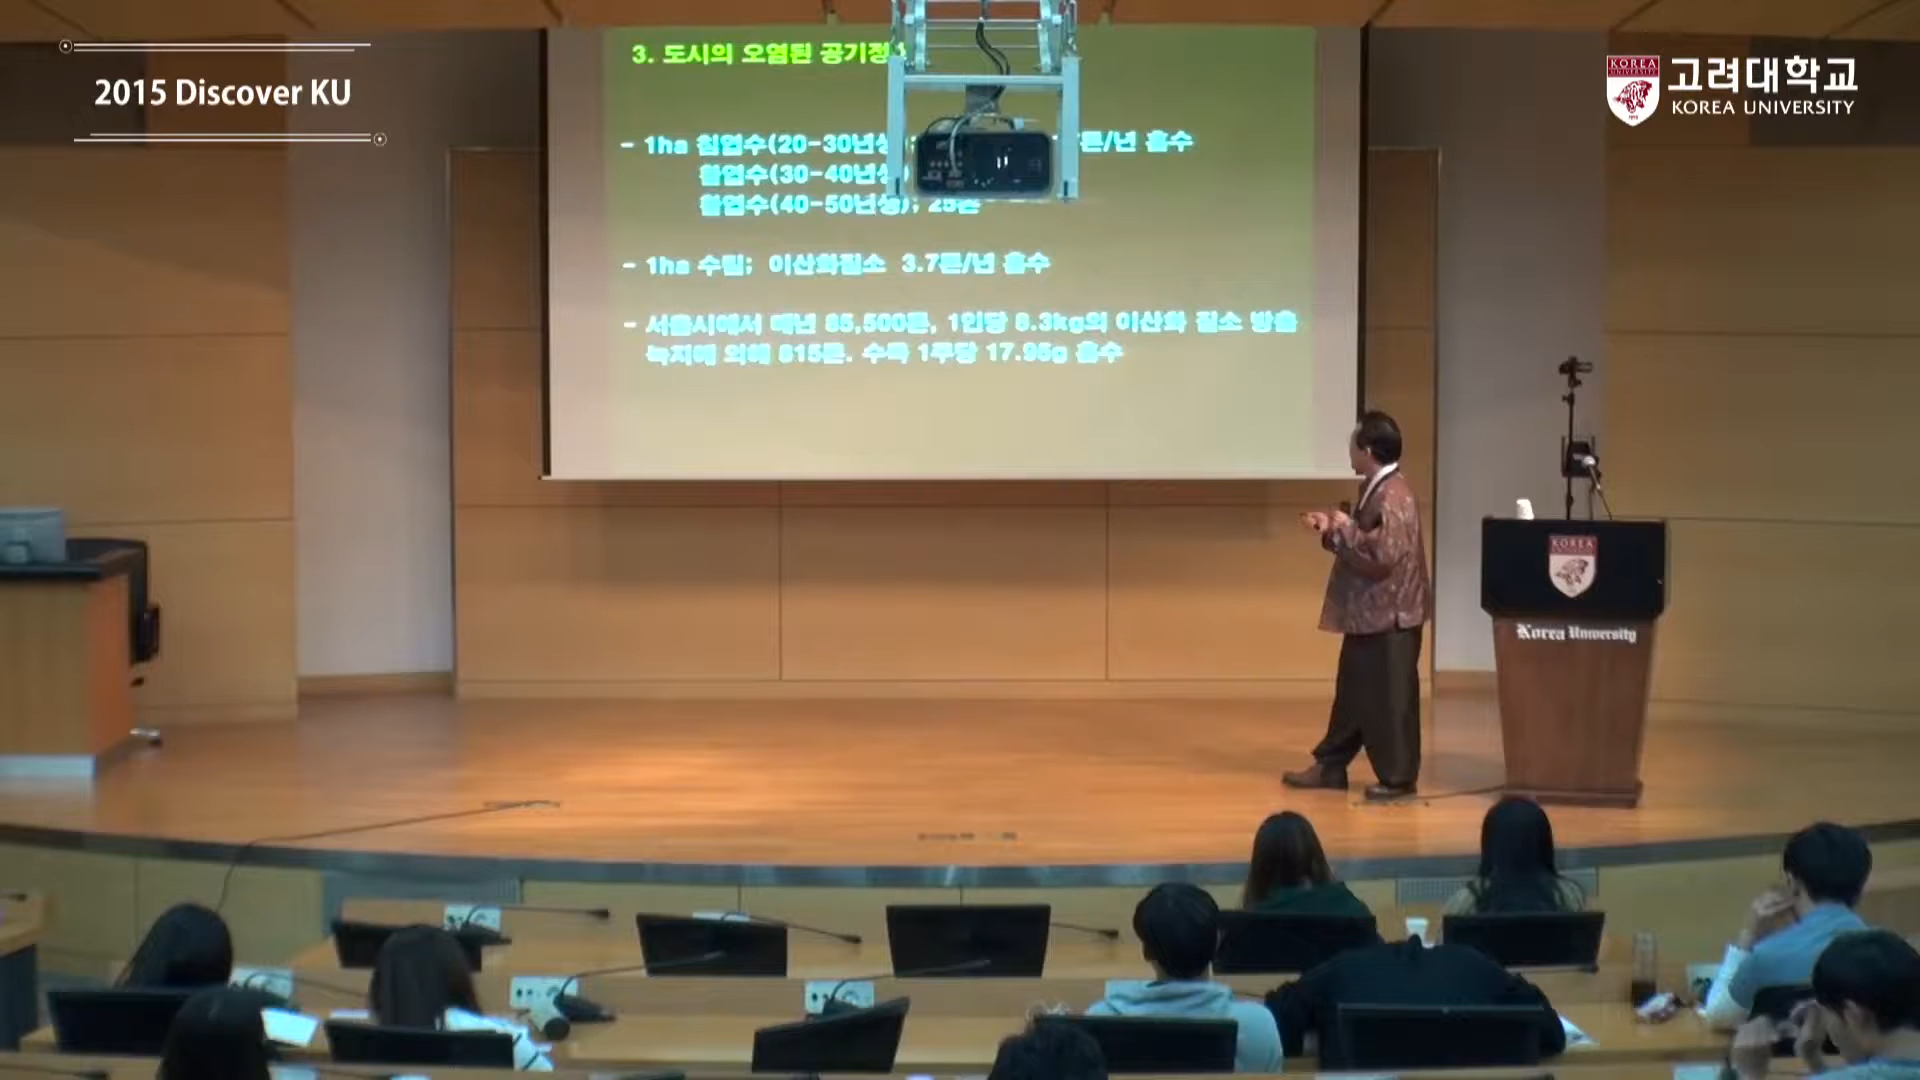 2015 Discover KU
고려대학교
KOREA UNIVERSITY
3. 도시의 오염된 공기정
- 1ha 침엽수(20-30년생) 톤/년 흡수
활엽수(30-40년생)
활엽수(40-50년생); 25톤
- 1ha 수림; 이산화질소 3.7톤/년 흡수
- 서울시에서 매년 85,500톤, 1인당 8.3kg의 이산화 질소 방출
녹지에 의해 815톤. 수목 1주당 17.95g 흡수
KOREA
Korea University